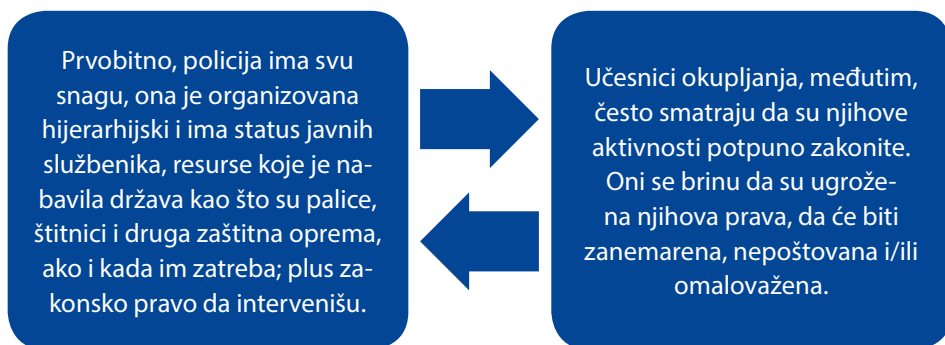 Prvobitno, policija ima svu
snagu, ona je organizovana
hijerarhijski i ima status javnih
službenika, resurse koje je na-
bavila država kao što su palice,
štitnici i druga zaštitna oprema,
ako i kada im zatreba; plus za-
konsko pravo da intervenišu.
Učesnici okupljanja, međutim,
često smatraju da su njihove
aktivnosti potpuno zakonite.
Oni se brinu da su ugrože-
na njihova prava, da će biti
zanemarena, nepoštovana i/ili
omalovažena.